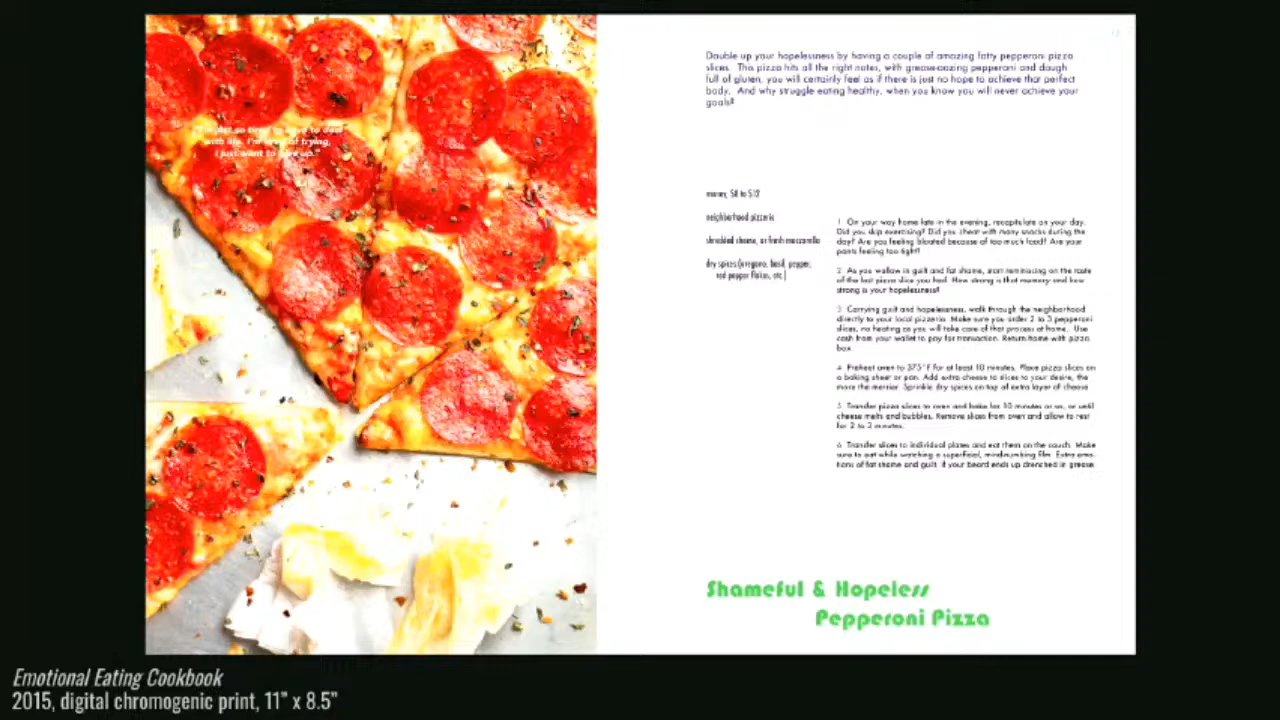 with life. I'm tired of trying,
I just want to give up."
Double up your hopelessness by having a couple of amazing fatty pepperoni pizza
slices. This pizza hits all the right notes, with grease-oozing pepperoni and dough
full of gluten, you will certainly feel as if there is just no hope to achieve that perfect
body. And why struggle eating healthy, when you know you will never achieve your
goals?
money, $8 to $12
neighborhood pizzeria
shredded cheese, or fresh mozzarella
dry spices (oregano, basil, pepper,
red pepper flakes, etc.)
1 On your way home late in the evening, recapitulate on your day.
Did you skip exercising? Did you cheat with many snacks during the
day? Are you feeling bloated because of too much food? Are your
pants feeling too tight?
2 As you wallow in guilt and fat shame, start reminiscing on the taste
of the last pizza slice you had. How strong is that memory and how
strong is your hopelessness?
3 Carrying guilt and hopelessness, walk through the neighborhood
directly to your local pizzeria. Make sure you order 2 to 3 pepperoni
slices, no heating as you will take care of that process at home. Use
cash from your wallet to pay for transaction. Return home with pizza
box.
4 Preheat oven to 375°F for at least 10 minutes. Place pizza slices on
a baking sheet or pan. Add extra cheese to slices to your desire, the
more the merrier. Sprinkle dry spices on top of extra layer of cheese.
5 Transfer pizza slices to oven and bake for 10 minutes or so, or until
cheese melts and bubbles. Remove slices from oven and allow to rest
for 2 to 3 minutes.
6 Transfer slices to individual plates and eat them on the couch. Make
sure to eat while watching a superficial, mind-numbing film. Extra emo-
tions of fat shame and guilt if your beard ends up drenched in grease.
Shameful & Hopeless
Pepperoni Pizza
Emotional Eating Cookbook
2015, digital chromogenic print, 11” x 8.5”